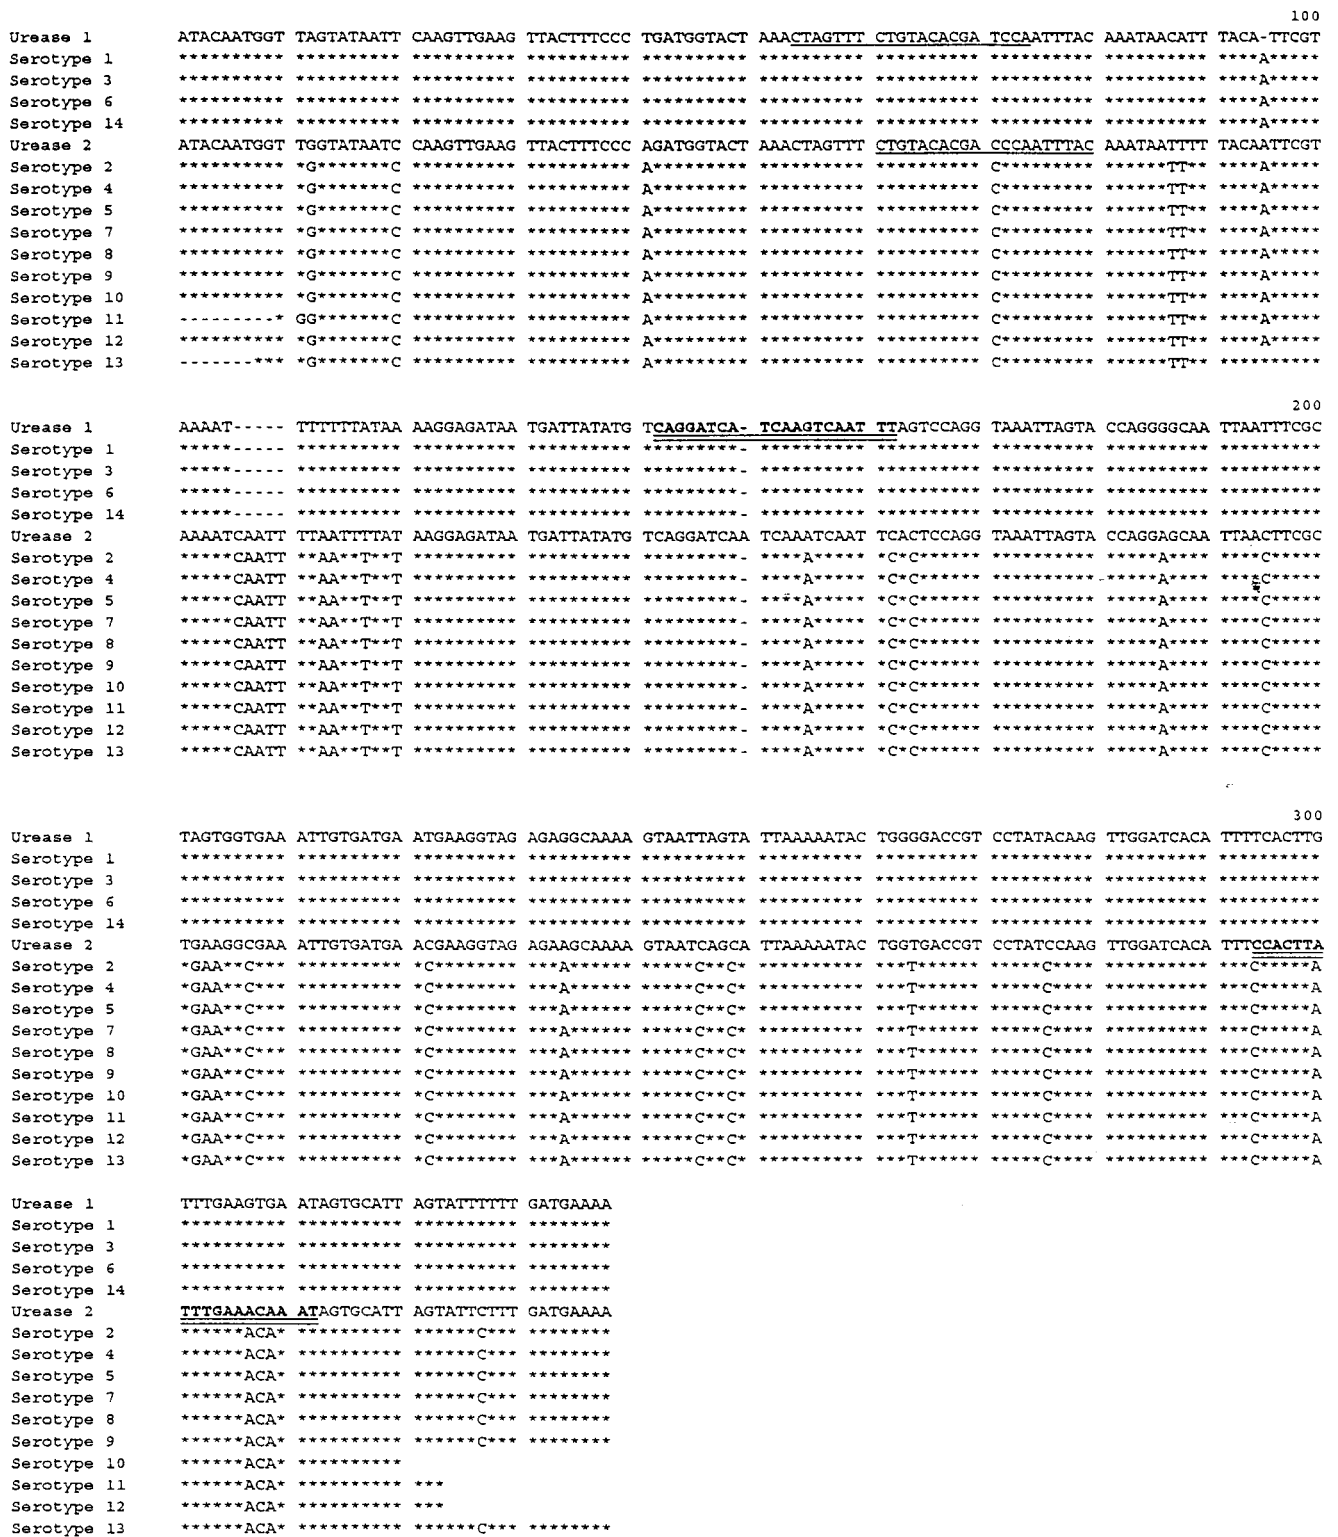 100
Urease 1 ATACAATGGT TAGTATAATT CAAGTTGAAG TTACTTTCCC TGATGGTACT AAACTAGTTT CTGTACACGA TCCAATTTAC AAATAACATT TACA-TTCGT
Serotype 1 ********** ********** ********** ********** ********** ********** ********** ********** ********** ****A*****
Serotype 3 ********** ********** ********** ********** ********** ********** ********** ********** ********** ****A*****
Serotype 6 ********** ********** ********** ********** ********** ********** ********** ********** ********** ****A*****
Serotype 14 ********** ********** ********** ********** ********** ********** ********** ********** ********** ****A*****
Urease 2 ATACAATGGT TGGTATAATC CAAGTTGAAG TTACTTTCCC AGATGGTACT AAACTAGTTT CTGTACACGA CCCAATTTAC AAATAATTTT TACAATTCGT
Serotype 2 ********** *G*******C ********** ********** A********* ********** ********** C********* ******TT** ****A*****
Serotype 4 ********** *G*******C ********** ********** A********* ********** ********** C********* ******TT** ****A*****
Serotype 5 ********** *G*******C ********** ********** A********* ********** ********** C********* ******TT** ****A*****
Serotype 7 ********** *G*******C ********** ********** A********* ********** ********** C********* ******TT** ****A*****
Serotype 8 ********** *G*******C ********** ********** A********* ********** ********** C********* ******TT** ****A*****
Serotype 9 ********** *G*******C ********** ********** A********* ********** ********** C********* ******TT** ****A*****
Serotype 10 ********** *G*******C ********** ********** A********* ********** ********** C********* ******TT** ****A*****
Serotype 11 ---------* GG*******C ********** ********** A********* ********** ********** C********* ******TT** ****A*****
Serotype 12 ********** *G*******C ********** ********** A********* ********** ********** C********* ******TT** ****A*****
Serotype 13 -------*** *G*******C ********** ********** A********* ********** ********** C********* ******TT** ****A*****
200
Urease 1 AAAAT----- TTTTTTATAA AAGGAGATAA TGATTATATG TCAGGATCA- TCAAGTCAAT TTAGTCCAGG TAAATTAGTA CCAGGGGCAA TTAATTTCGC
Serotype 1 *****----- ********** ********** ********** *********- ********** ********** ********** ********** **********
Serotype 3 *****----- ********** ********** ********** *********- ********** ********** ********** ********** **********
Serotype 6 *****----- ********** ********** ********** *********- ********** ********** ********** ********** **********
Serotype 14 *****----- ********** ********** ********** *********- ********** ********** ********** ********** **********
Urease 2 AAAATCAATT TTAATTTTAT AAGGAGATAA TGATTATATG TCAGGATCAA TCAAATCAAT TCACTCCAGG TAAATTAGTA CCAGGAGCAA TTAACTTCGC
Serotype 2 *****CAATT **AA**T**T ********** ********** *********- ****A***** *C*C****** ********** *****A**** ****C*****
Serotype 4 *****CAATT **AA**T**T ********** ********** *********- ****A***** *C*C****** ********** *****A**** ****C*****
Serotype 5 *****CAATT **AA**T**T ********** ********** *********- ****A***** *C*C****** ********** *****A**** ****C*****
Serotype 7 *****CAATT **AA**T**T ********** ********** *********- ****A***** *C*C****** ********** *****A**** ****C*****
Serotype 8 *****CAATT **AA**T**T ********** ********** *********- ****A***** *C*C****** ********** *****A**** ****C*****
Serotype 9 *****CAATT **AA**T**T ********** ********** *********- ****A***** *C*C****** ********** *****A**** ****C*****
Serotype 10 *****CAATT **AA**T**T ********** ********** *********- ****A***** *C*C****** ********** *****A**** ****C*****
Serotype 11 *****CAATT **AA**T**T ********** ********** *********- ****A***** *C*C****** ********** *****A**** ****C*****
Serotype 12 *****CAATT **AA**T**T ********** ********** *********- ****A***** *C*C****** ********** *****A**** ****C*****
Serotype 13 *****CAATT **AA**T**T ********** ********** *********- ****A***** *C*C****** ********** *****A**** ****C*****
300
Urease 1 TAGTGGTGAA ATTGTGATGA ATGAAGGTAG AGAGGCAAAA GTAATTAGTA TTAAAAATAC TGGGGACCGT CCTATACAAG TTGGATCACA TTTTCACTTG
Serotype 1 ********** ********** ********** ********** ********** ********** ********** ********** ********** **********
Serotype 3 ********** ********** ********** ********** ********** ********** ********** ********** ********** **********
Serotype 6 ********** ********** ********** ********** ********** ********** ********** ********** ********** **********
Serotype 14 ********** ********** ********** ********** ********** ********** ********** ********** ********** **********
Urease 2 TGAAGGCGAA ATTGTGATGA ACGAAGGTAG AGAAGCAAAA GTAATCAGCA TTAAAAATAC TGGTGACCGT CCTATCCAAG TTGGATCACA TTTCCACTTA
Serotype 2 *GAA**C*** ********** *C******** ***A****** *****C**C* ********** ***T****** *****C**** ********** ***C*****A
Serotype 4 *GAA**C*** ********** *C******** ***A****** *****C**C* ********** ***T****** *****C**** ********** ***C*****A
Serotype 5 *GAA**C*** ********** *C******** ***A****** *****C**C* ********** ***T****** *****C**** ********** ***C*****A
Serotype 7 *GAA**C*** ********** *C******** ***A****** *****C**C* ********** ***T****** *****C**** ********** ***C*****A
Serotype 8 *GAA**C*** ********** *C******** ***A****** *****C**C* ********** ***T****** *****C**** ********** ***C*****A
Serotype 9 *GAA**C*** ********** *C******** ***A****** *****C**C* ********** ***T****** *****C**** ********** ***C*****A
Serotype 10 *GAA**C*** ********** *C******** ***A****** *****C**C* ********** ***T****** *****C**** ********** ***C*****A
Serotype 11 *GAA**C*** ********** *C******** ***A****** *****C**C* ********** ***T****** *****C**** ********** ***C*****A
Serotype 12 *GAA**C*** ********** *C******** ***A****** *****C**C* ********** ***T****** *****C**** ********** ***C*****A
Serotype 13 *GAA**C*** ********** *C******** ***A****** *****C**C* ********** ***T****** *****C**** ********** ***C*****A
Urease 1 TTTGAAGTGA ATAGTGCATT AGTATTTTTT GATGAAAA
Serotype 1 ********** ********** ********** ********
Serotype 3 ********** ********** ********** ********
Serotype 6 ********** ********** ********** ********
Serotype 14 ********** ********** ********** ********
Urease 2 TTTGAAACAA ATAGTGCATT AGTATTCTTT GATGAAAA
Serotype 2 ******ACA* ********** ******C*** ********
Serotype 4 ******ACA* ********** ******C*** ********
Serotype 5 ******ACA* ********** ******C*** ********
Serotype 7 ******ACA* ********** ******C*** ********
Serotype 8 ******ACA* ********** ******C*** ********
Serotype 9 ******ACA* ********** ******C*** ********
Serotype 10 ******ACA* **********
Serotype 11 ******ACA* ********** ***
Serotype 12 ******ACA* ********** ***
Serotype 13 ******ACA* ********** ******C*** ********